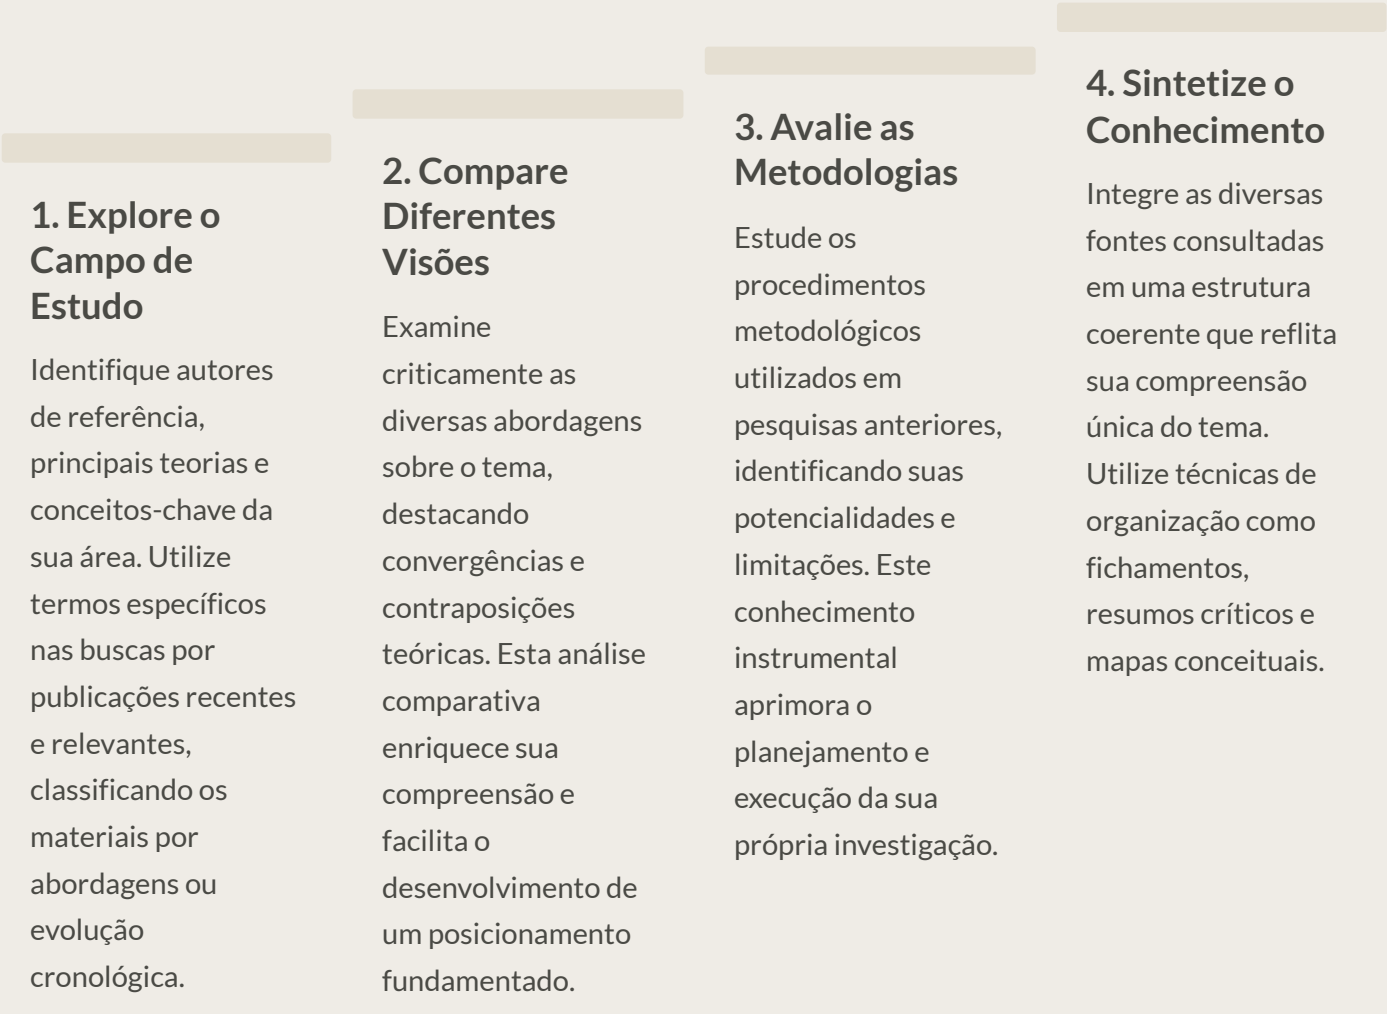 1. Explore o
Campo de
Estudo
Identifique autores
de referência,
principais teorias e
conceitos-chave da
sua área. Utilize
termos específicos
nas buscas por
publicações recentes
e relevantes,
classificando os
materiais por
abordagens ou
evolução
cronológica.
2. Compare
Diferentes
Visões
Examine
criticamente as
diversas abordagens
sobre o tema,
destacando
convergências e
contraposições
teóricas. Esta análise
comparativa
enriquece sua
compreensão e
facilita o
desenvolvimento de
um posicionamento
fundamentado.
3. Avalie as
Metodologias
Estude os
procedimentos
metodológicos
utilizados em
pesquisas anteriores,
identificando suas
potencialidades e
limitações. Este
conhecimento
instrumental
aprimora o
planejamento e
execução da sua
própria investigação.
4. Sintetize o
Conhecimento
Integre as diversas
fontes consultadas
em uma estrutura
coerente que reflita
sua compreensão
única do tema.
Utilize técnicas de
organização como
fichamentos,
resumos críticos e
mapas conceituais.